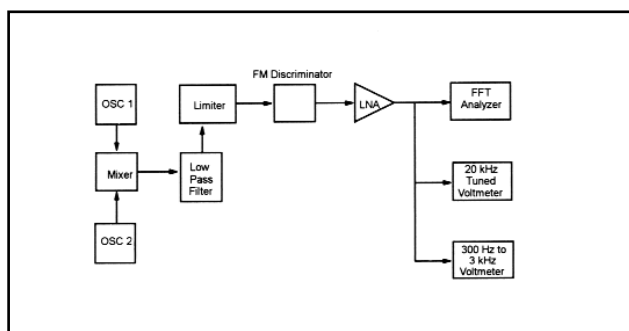 FM Discriminator
OSC 1
Limiter
LNA
FFT
Analyzer
Mixer
Low
Pass
Filter
20 kHz
Tuned
Voltmeter
OSC 2
300 Hz to
3 kHz
Voltmeter